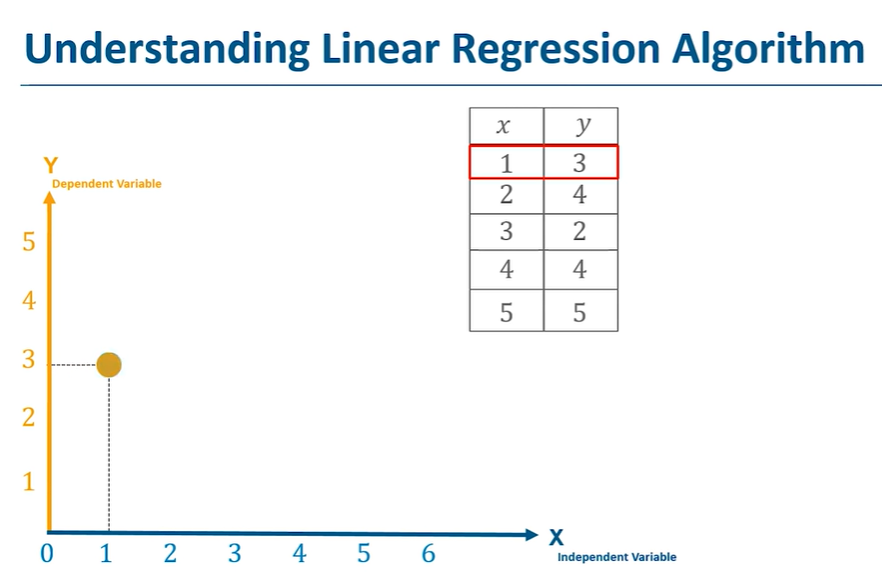 Understanding Linear Regression Algorithm
x y
1 3
2 4
3 2
4 4
5 5
Y
Dependent Variable
5
4
3
2
1
0 1 2 3 4 5 6
X
Independent Variable